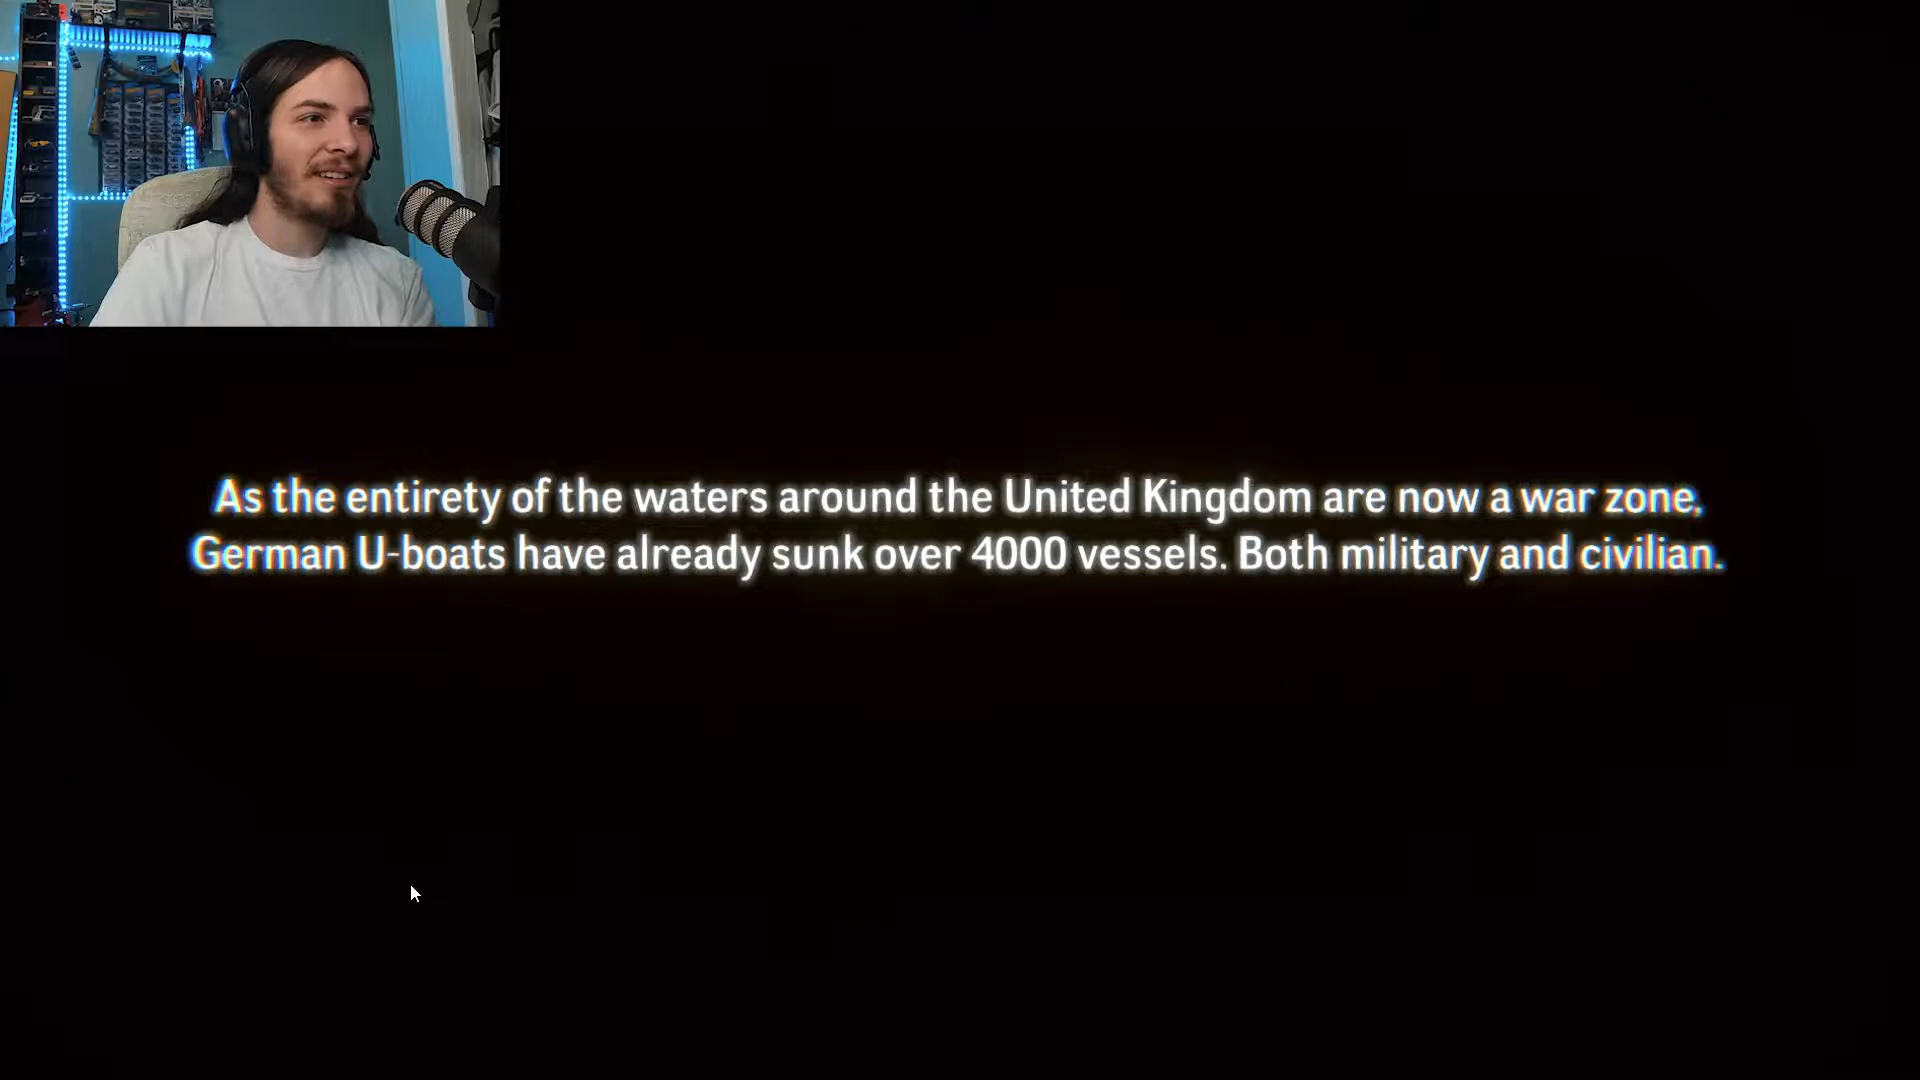 As the entirety of the waters around the United Kingdom are now a war zone,
German U-boats have already sunk over 4000 vessels. Both military and civilian.